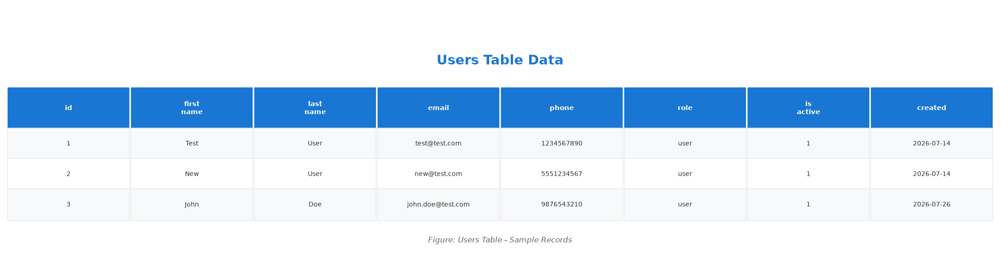 Users Table Data
id first name last name email phone role is active created
1 Test User test@test.com 1234567890 user 1 2026-07-14
2 New User new@test.com 5551234567 user 1 2026-07-14
3 John Doe john.doe@test.com 9876543210 user 1 2026-07-26
Figure: Users Table - Sample Records